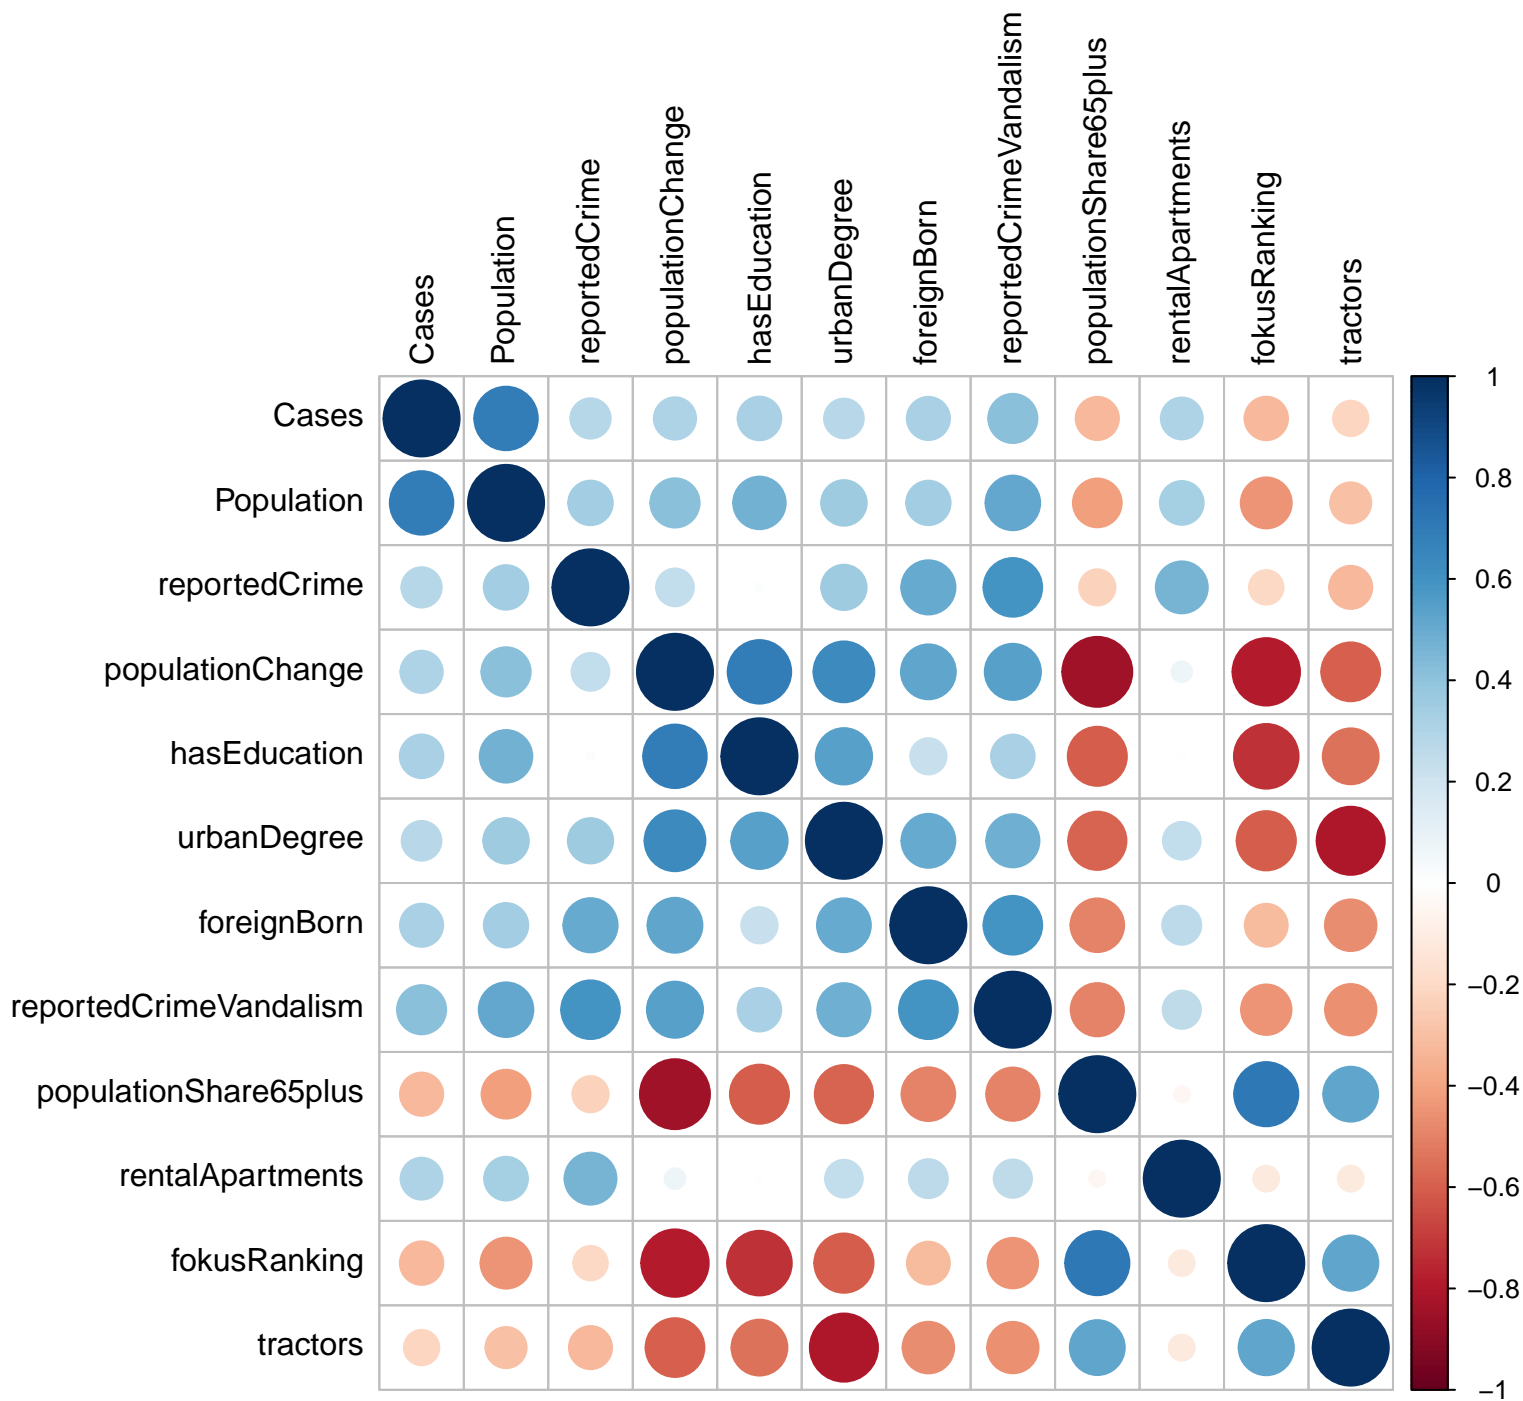 Cases
Population
reportedCrime
populationChange
hasEducation
urbanDegree
foreignBorn
reportedCrimeVandalism
populationShare65plus
rentalApartments
fokusRanking
tractors
Cases
Population
reportedCrime
populationChange
hasEducation
urbanDegree
foreignBorn
reportedCrimeVandalism
populationShare65plus
rentalApartments
fokusRanking
tractors
1
0.8
0.6
0.4
0.2
0
−0.2
−0.4
−0.6
−0.8
−1